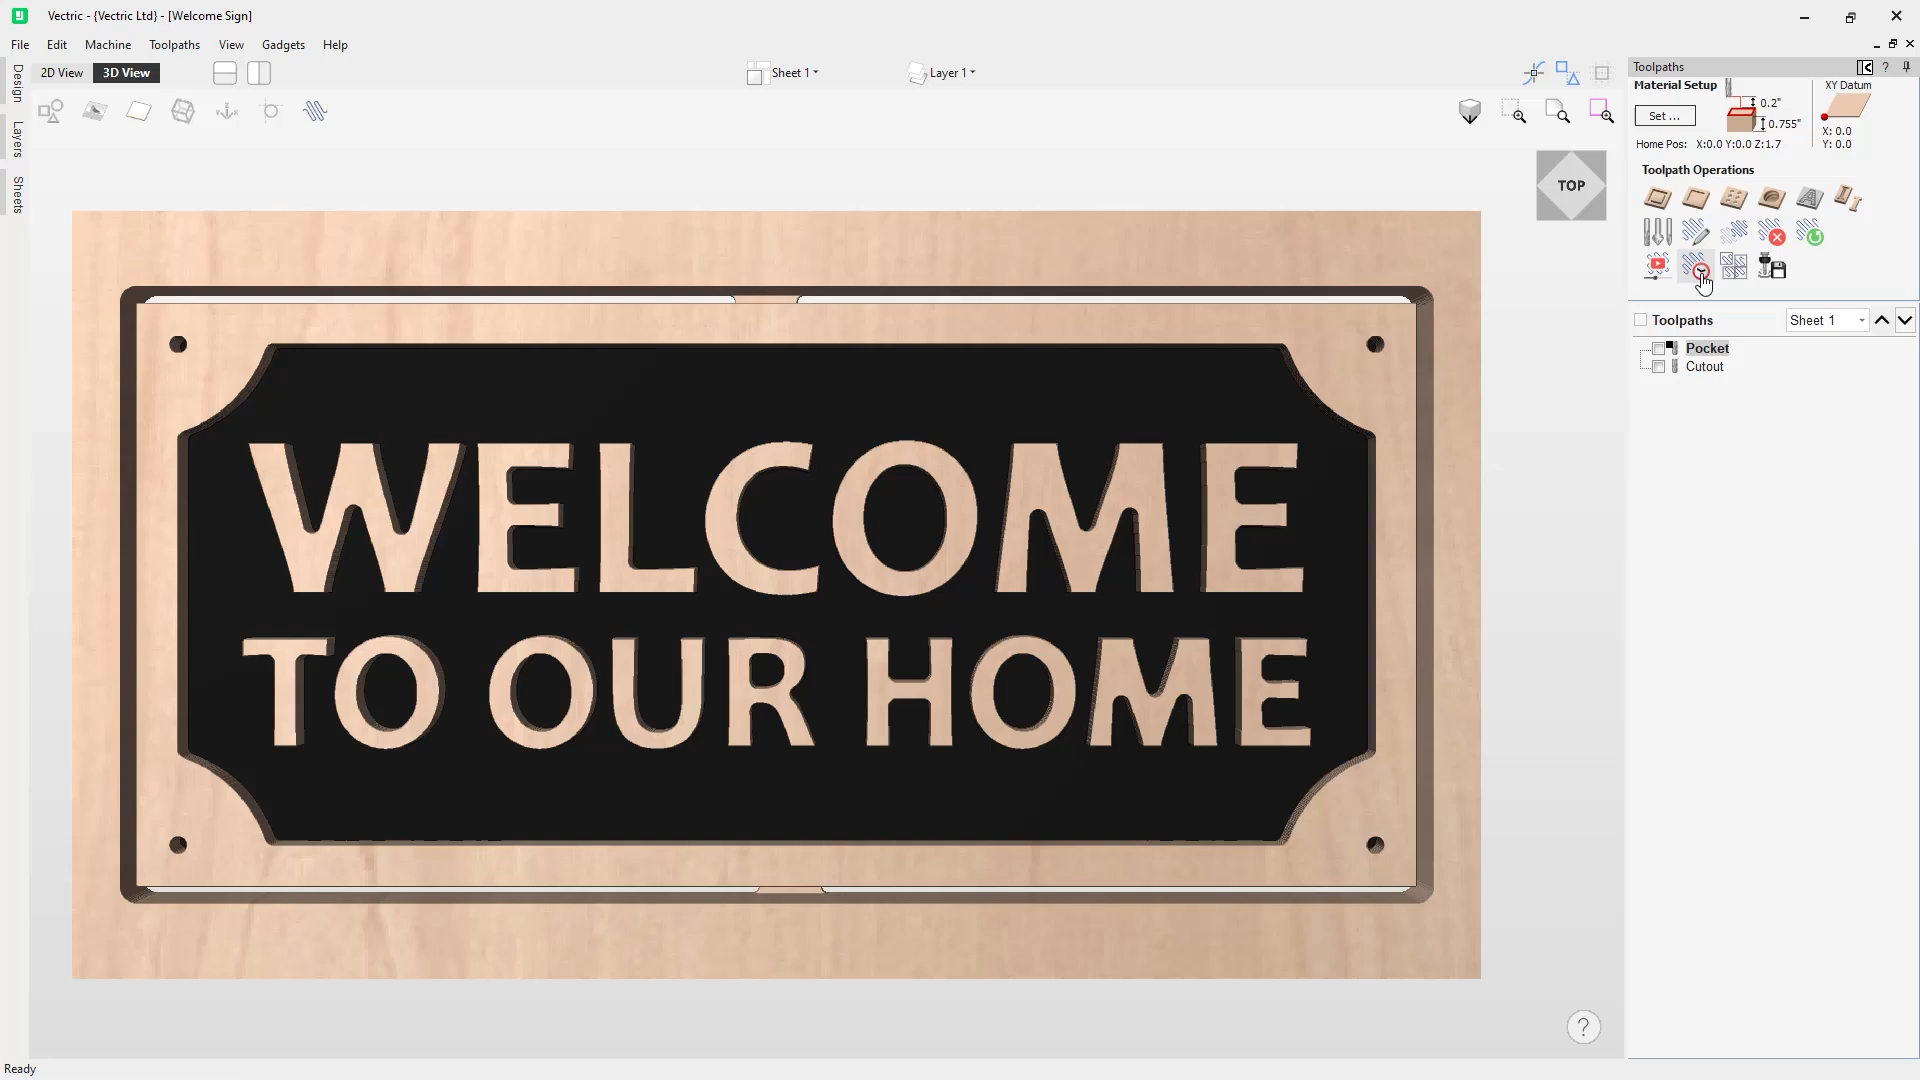 Vectric - {Vectric Ltd} - [Welcome Sign]
File Edit Machine Toolpaths View Gadgets Help
2D View 3D View Sheet 1 Layer 1
Design
Layers
Sheets
TOP
WELCOME
TO OUR HOME
?
Ready
Toolpaths ?
Material Setup
Set ...
0.2"
0.755"
XY Datum
X: 0.0
Y: 0.0
Home Pos: X:0.0 Y:0.0 Z:1.7
Toolpath Operations
Toolpaths Sheet 1
Pocket
Cutout